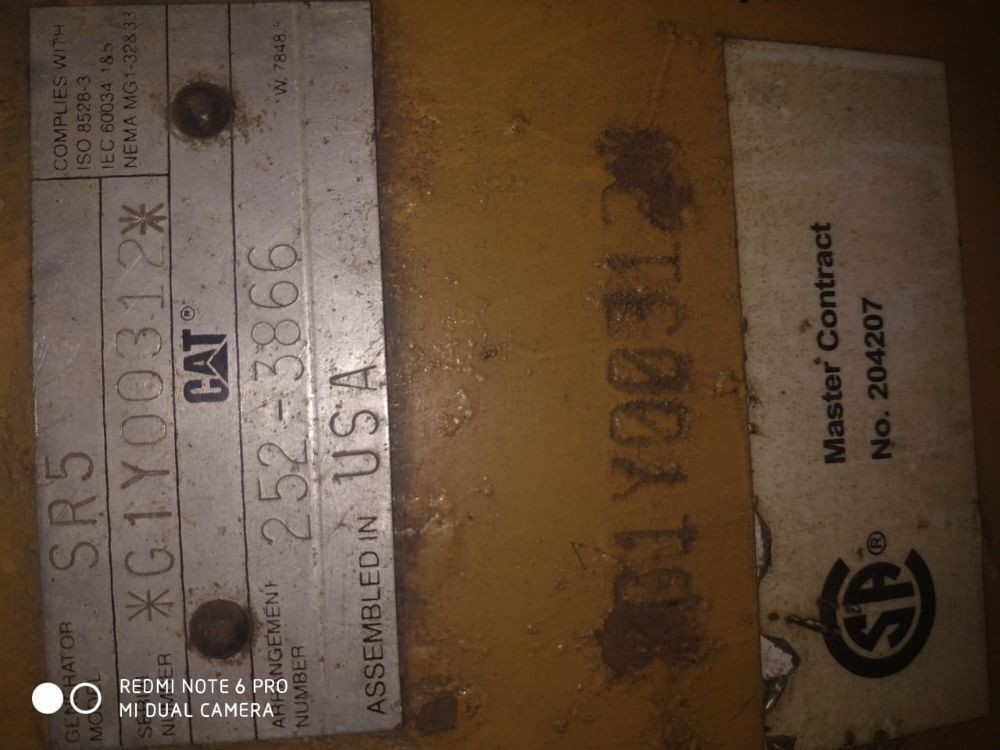 GENERATOR
MODEL
SR5
COMPLIES WITH
ISO 8528-3
IEC 60034-1&5
NEMA MG1-32&33
SERIAL
NUMBER
*G1Y00312*
CAT®
ARRANGEMENT
NUMBER
252-3866
ASSEMBLED IN USA
G1Y00312
Master Contract
No. 204207
SA®
REDMI NOTE 6 PRO
MI DUAL CAMERA